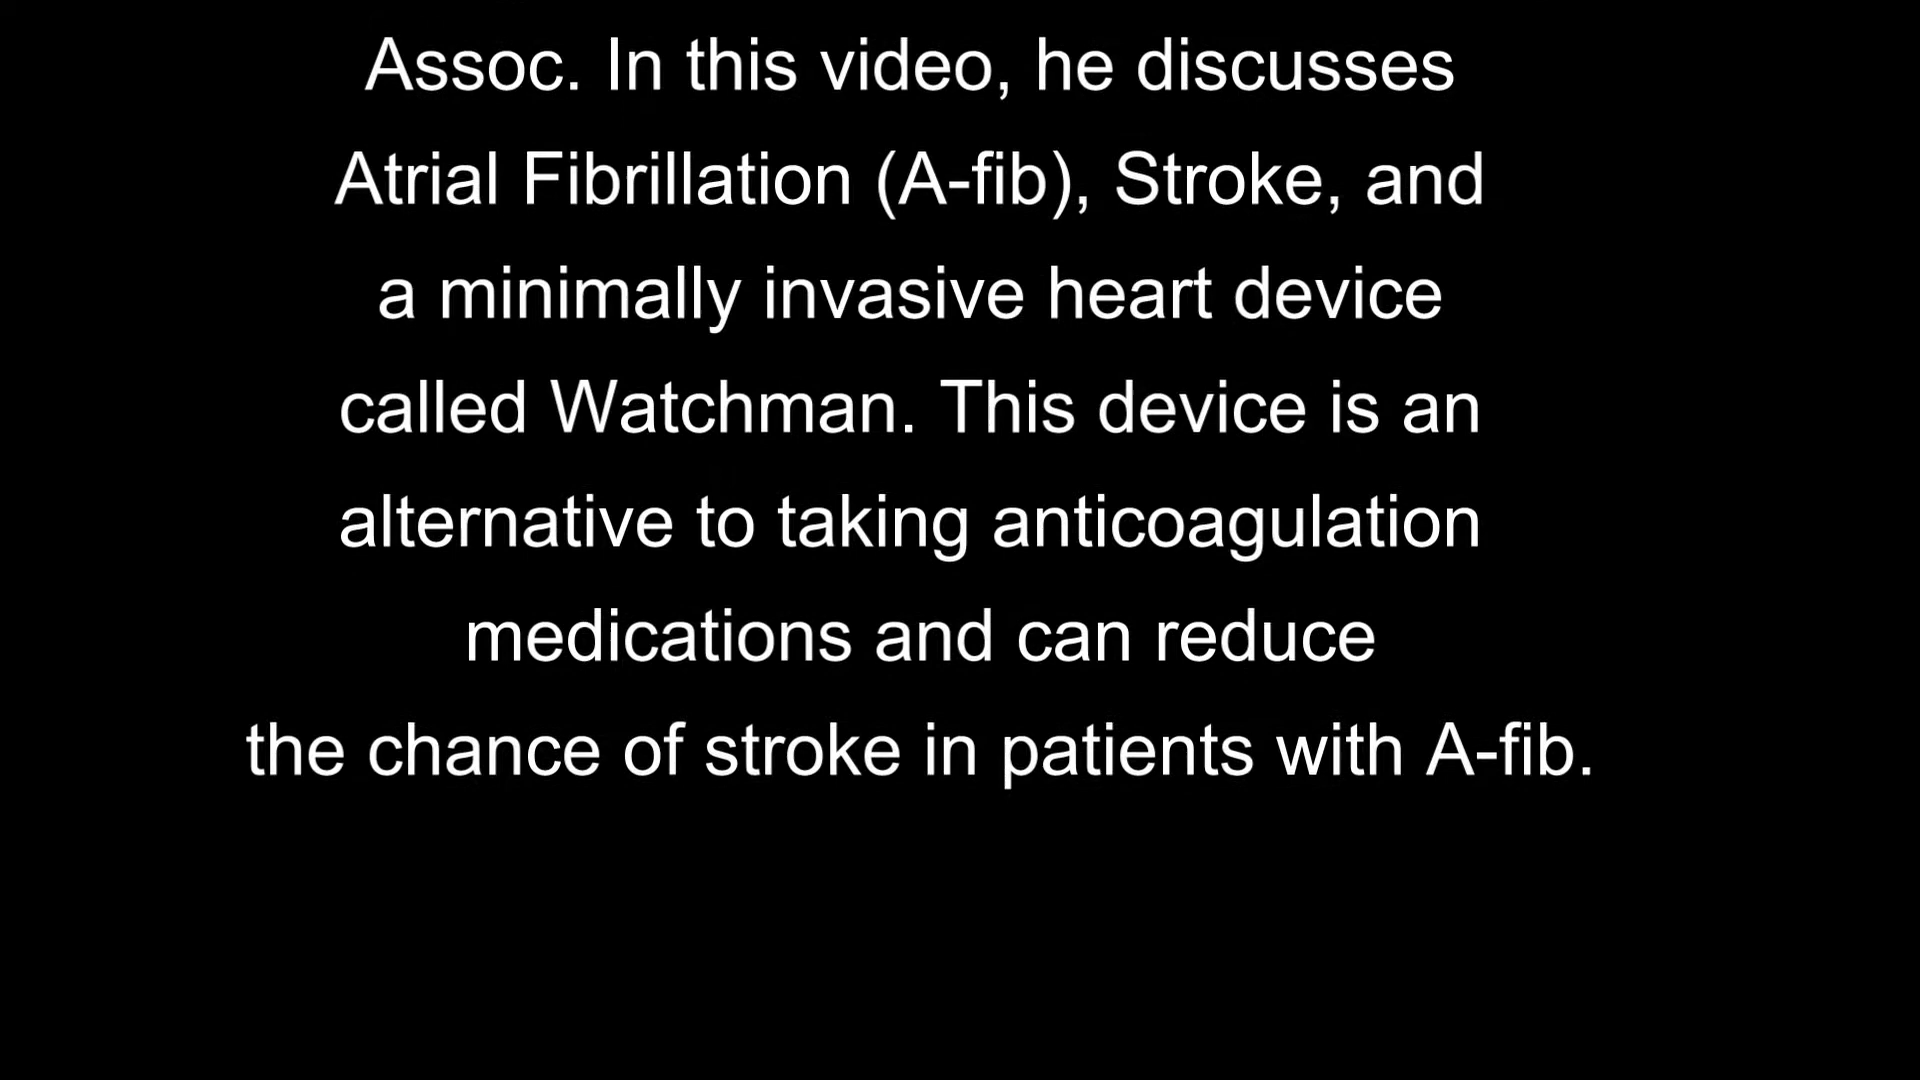 Assoc. In this video, he discusses
Atrial Fibrillation (A-fib), Stroke, and
a minimally invasive heart device
called Watchman. This device is an
alternative to taking anticoagulation
medications and can reduce
the chance of stroke in patients with A-fib.